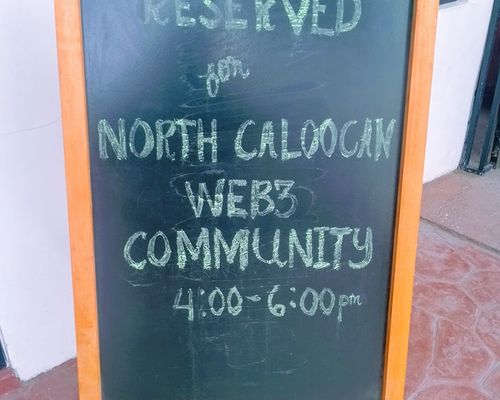 RESERVED
for
NORTH CALOOCAN
WEB3
COMMUNITY
4:00-6:00pm